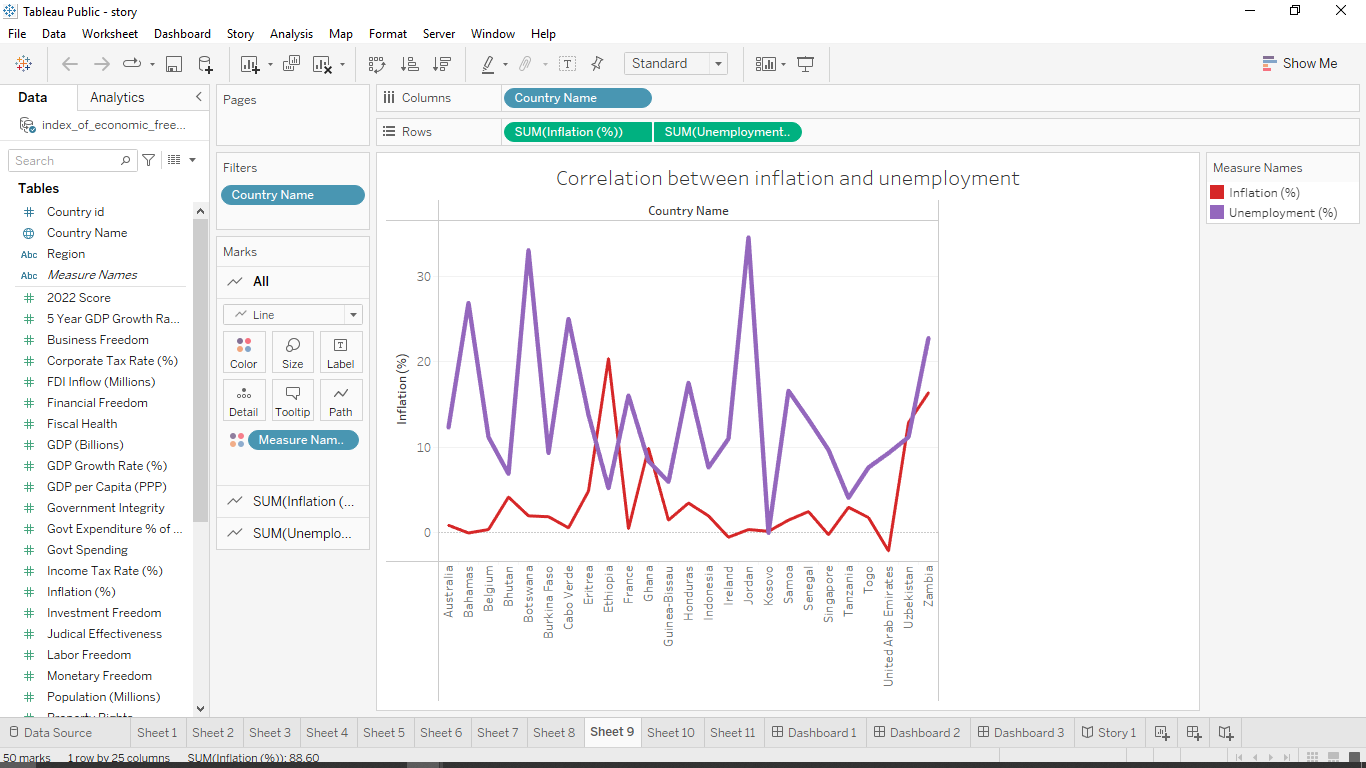 Tableau Public - story
File Data Worksheet Dashboard Story Analysis Map Format Server Window Help
Standard
Show Me
Data Analytics
index_of_economic_free...
Search
Tables
Country id
Country Name
Abc Region
Abc Measure Names
2022 Score
5 Year GDP Growth Ra...
Business Freedom
Corporate Tax Rate (%)
FDI Inflow (Millions)
Financial Freedom
Fiscal Health
GDP (Billions)
GDP Growth Rate (%)
GDP per Capita (PPP)
Government Integrity
Govt Expenditure % of ...
Govt Spending
Income Tax Rate (%)
Inflation (%)
Investment Freedom
Judical Effectiveness
Labor Freedom
Monetary Freedom
Population (Millions)
Property Rights
Pages
Filters
Country Name
Marks
All
Line
Color Size Label
Detail Tooltip Path
Measure Nam..
SUM(Inflation (...
SUM(Unemplo...
Columns Country Name
Rows SUM(Inflation (%)) SUM(Unemployment..
Correlation between inflation and unemployment
Country Name
Inflation (%)
30
20
10
0
Australia
Bahamas
Belgium
Bhutan
Botswana
Burkina Faso
Cabo Verde
Eritrea
Ethiopia
France
Ghana
Guinea-Bissau
Honduras
Indonesia
Ireland
Jordan
Kosovo
Samoa
Senegal
Singapore
Tanzania
Togo
United Arab Emirates
Uzbekistan
Zambia
Measure Names
Inflation (%)
Unemployment (%)
Data Source Sheet 1 Sheet 2 Sheet 3 Sheet 4 Sheet 5 Sheet 6 Sheet 7 Sheet 8 Sheet 9 Sheet 10 Sheet 11 Dashboard 1 Dashboard 2 Dashboard 3 Story 1
50 marks 1 row by 25 columns SUM(Inflation (%)): 88.60